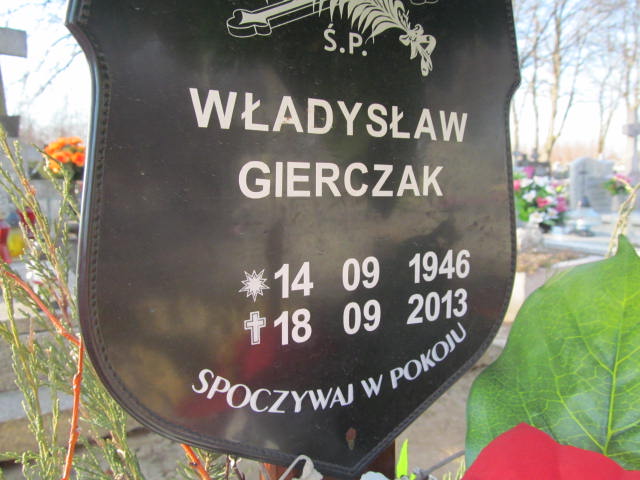 Ś.P.
WŁADYSŁAW
GIERCZAK
14 09 1946
18 09 2013
SPOCZYWAJ W POKOJU